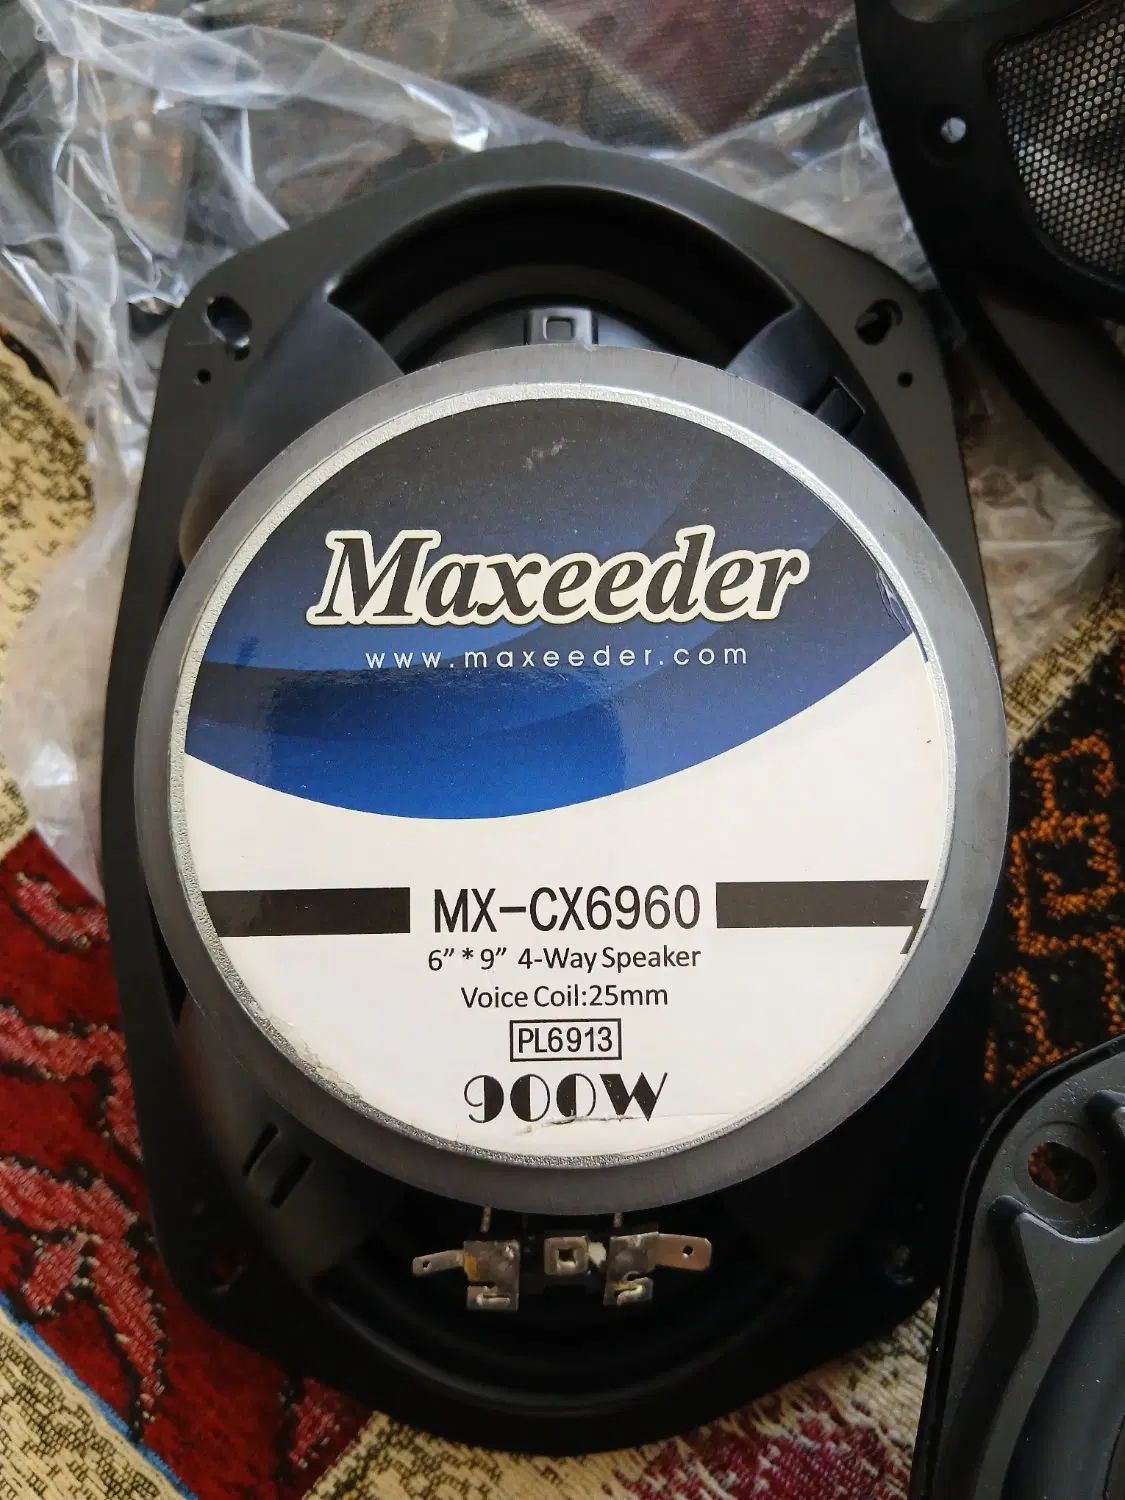 Maxeeder
www.maxeeder.com
MX-CX6960
6” * 9” 4-Way Speaker
Voice Coil:25mm
PL6913
900W